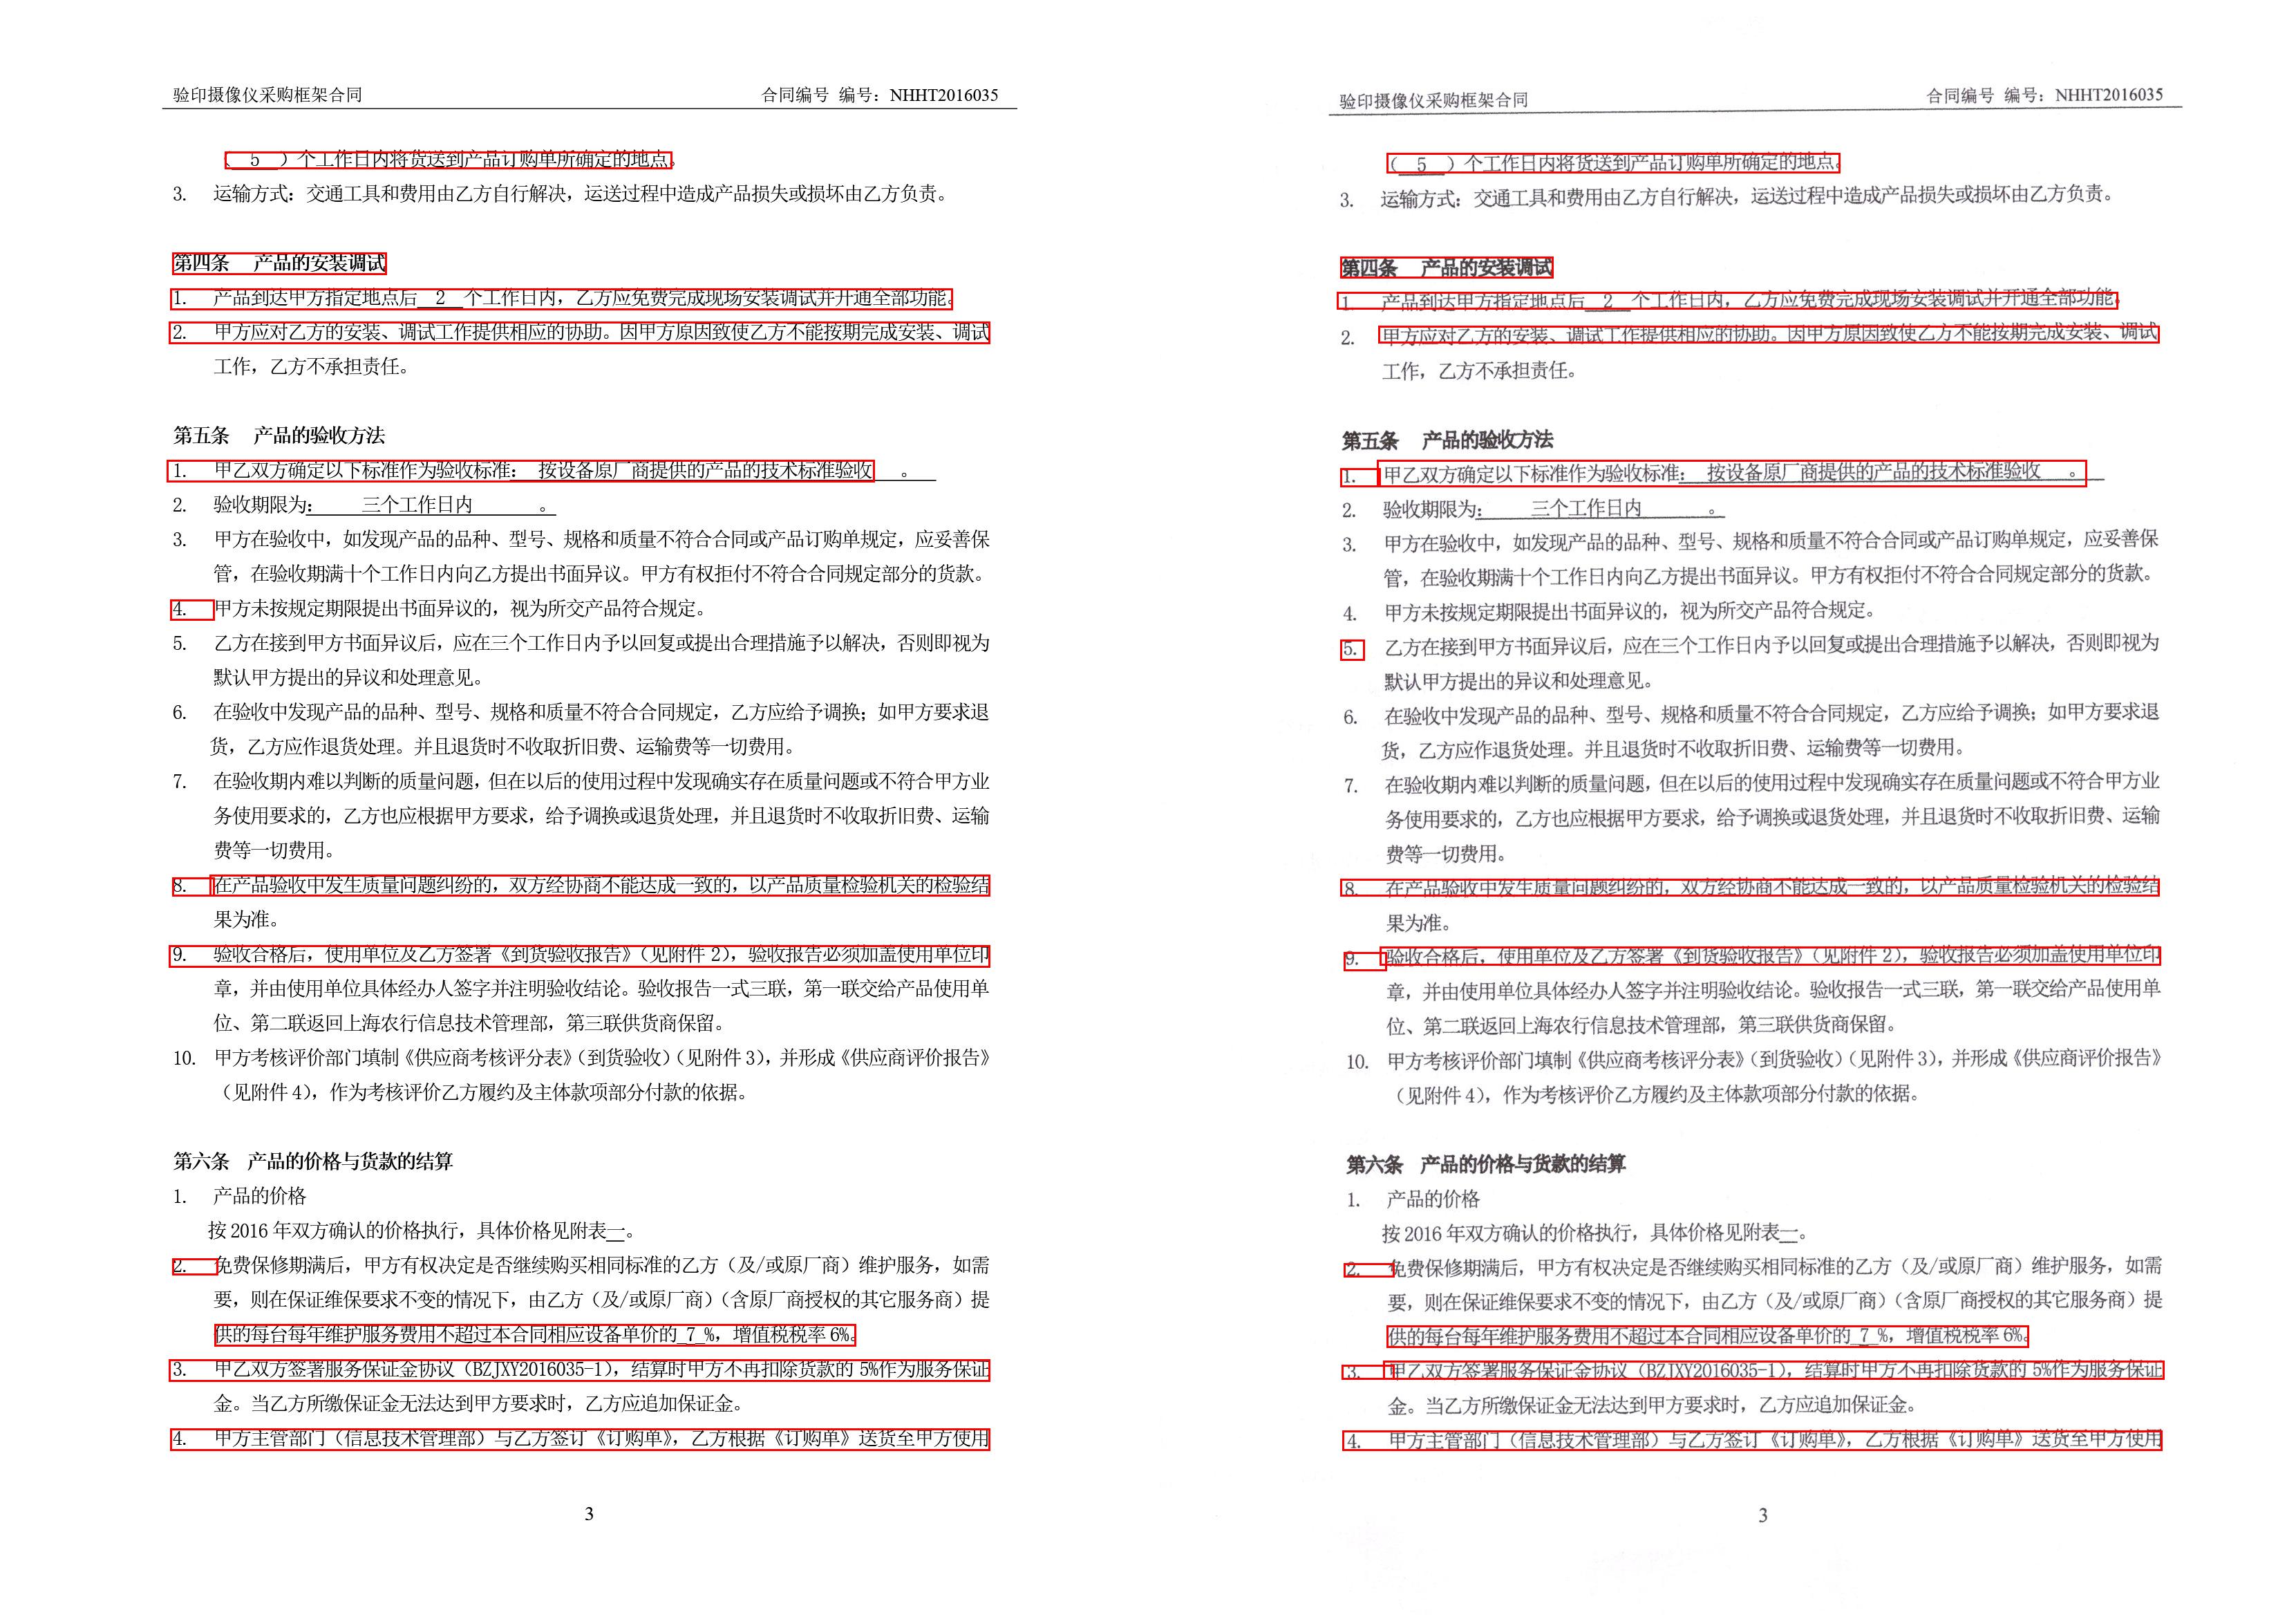 验印摄像仪采购框架合同 合同编号 编号：NHHT2016035
（ 5 ）个工作日内将货送到产品订购单所确定的地点。
3. 运输方式：交通工具和费用由乙方自行解决，运送过程中造成产品损失或损坏由乙方负责。
第四条 产品的安装调试
1. 产品到达甲方指定地点后 2 个工作日内，乙方应免费完成现场安装调试并开通全部功能。
2. 甲方应对乙方的安装、调试工作提供相应的协助。因甲方原因致使乙方不能按期完成安装、调试
工作，乙方不承担责任。
第五条 产品的验收方法
1. 甲乙双方确定以下标准作为验收标准： 按设备原厂商提供的产品的技术标准验收 。
2. 验收期限为： 三个工作日内 。
3. 甲方在验收中，如发现产品的品种、型号、规格和质量不符合合同或产品订购单规定，应妥善保
管，在验收期满十个工作日内向乙方提出书面异议。甲方有权拒付不符合合同规定部分的货款。
4. 甲方未按规定期限提出书面异议的，视为所交产品符合规定。
5. 乙方在接到甲方书面异议后，应在三个工作日内予以回复或提出合理措施予以解决，否则即视为
默认甲方提出的异议和处理意见。
6. 在验收中发现产品的品种、型号、规格和质量不符合合同规定，乙方应给予调换；如甲方要求退
货，乙方应作退货处理。并且退货时不收取折旧费、运输费等一切费用。
7. 在验收期内难以判断的质量问题，但在以后的使用过程中发现确实存在质量问题或不符合甲方业
务使用要求的，乙方也应根据甲方要求，给予调换或退货处理，并且退货时不收取折旧费、运输
费等一切费用。
8. 在产品验收中发生质量问题纠纷的，双方经协商不能达成一致的，以产品质量检验机关的检验结
果为准。
9. 验收合格后，使用单位及乙方签署《到货验收报告》（见附件 2），验收报告必须加盖使用单位印
章，并由使用单位具体经办人签字并注明验收结论。验收报告一式三联，第一联交给产品使用单
位、第二联返回上海农行信息技术管理部，第三联供货商保留。
10. 甲方考核评价部门填制《供应商考核评分表》（到货验收）（见附件 3），并形成《供应商评价报告》
（见附件 4），作为考核评价乙方履约及主体款项部分付款的依据。
第六条 产品的价格与货款的结算
1. 产品的价格
按 2016 年双方确认的价格执行，具体价格见附表一。
2. 免费保修期满后，甲方有权决定是否继续购买相同标准的乙方（及/或原厂商）维护服务，如需
要，则在保证维保要求不变的情况下，由乙方（及/或原厂商）（含原厂商授权的其它服务商）提
供的每台每年维护服务费用不超过本合同相应设备单价的 7 %，增值税税率 6%。
3. 甲乙双方签署服务保证金协议（BZJXY2016035-1），结算时甲方不再扣除货款的 5%作为服务保证
金。当乙方所缴保证金无法达到甲方要求时，乙方应追加保证金。
4. 甲方主管部门（信息技术管理部）与乙方签订《订购单》，乙方根据《订购单》送货至甲方使用
3
验印摄像仪采购框架合同 合同编号 编号：NHHT2016035
（ 5 ）个工作日内将货送到产品订购单所确定的地点。
3. 运输方式：交通工具和费用由乙方自行解决，运送过程中造成产品损失或损坏由乙方负责。
第四条 产品的安装调试
1 产品到达甲方指定地点后 2 个工作日内，乙方应免费完成现场安装调试并开通全部功能。
2. 甲方应对乙方的安装、调试工作提供相应的协助。因甲方原因致使乙方不能按期完成安装、调试
工作，乙方不承担责任。
第五条 产品的验收方法
1. 甲乙双方确定以下标准作为验收标准： 按设备原厂商提供的产品的技术标准验收 。
2. 验收期限为： 三个工作日内 。
3. 甲方在验收中，如发现产品的品种、型号、规格和质量不符合合同或产品订购单规定，应妥善保
管，在验收期满十个工作日内向乙方提出书面异议。甲方有权拒付不符合合同规定部分的货款。
4. 甲方未按规定期限提出书面异议的，视为所交产品符合规定。
5. 乙方在接到甲方书面异议后，应在三个工作日内予以回复或提出合理措施予以解决，否则即视为
默认甲方提出的异议和处理意见。
6. 在验收中发现产品的品种、型号、规格和质量不符合合同规定，乙方应给予调换；如甲方要求退
货，乙方应作退货处理。并且退货时不收取折旧费、运输费等一切费用。
7. 在验收期内难以判断的质量问题，但在以后的使用过程中发现确实存在质量问题或不符合甲方业
务使用要求的，乙方也应根据甲方要求，给予调换或退货处理，并且退货时不收取折旧费、运输
费等一切费用。
8. 在产品验收中发生质量问题纠纷的，双方经协商不能达成一致的，以产品质量检验机关的检验结
果为准。
9. 验收合格后，使用单位及乙方签署《到货验收报告》（见附件 2），验收报告必须加盖使用单位印
章，并由使用单位具体经办人签字并注明验收结论。验收报告一式三联，第一联交给产品使用单
位、第二联返回上海农行信息技术管理部，第三联供货商保留。
10. 甲方考核评价部门填制《供应商考核评分表》（到货验收）（见附件 3），并形成《供应商评价报告》
（见附件 4），作为考核评价乙方履约及主体款项部分付款的依据。
第六条 产品的价格与货款的结算
1. 产品的价格
按 2016 年双方确认的价格执行，具体价格见附表一。
2. 免费保修期满后，甲方有权决定是否继续购买相同标准的乙方（及/或原厂商）维护服务，如需
要，则在保证维保要求不变的情况下，由乙方（及/或原厂商）（含原厂商授权的其它服务商）提
供的每台每年维护服务费用不超过本合同相应设备单价的 7 %，增值税税率 6%。
3. 甲乙双方签署服务保证金协议（BZJXY2016035-1），结算时甲方不再扣除货款的 5%作为服务保证
金。当乙方所缴保证金无法达到甲方要求时，乙方应追加保证金。
4. 甲方主管部门（信息技术管理部）与乙方签订《订购单》，乙方根据《订购单》送货至甲方使用
3